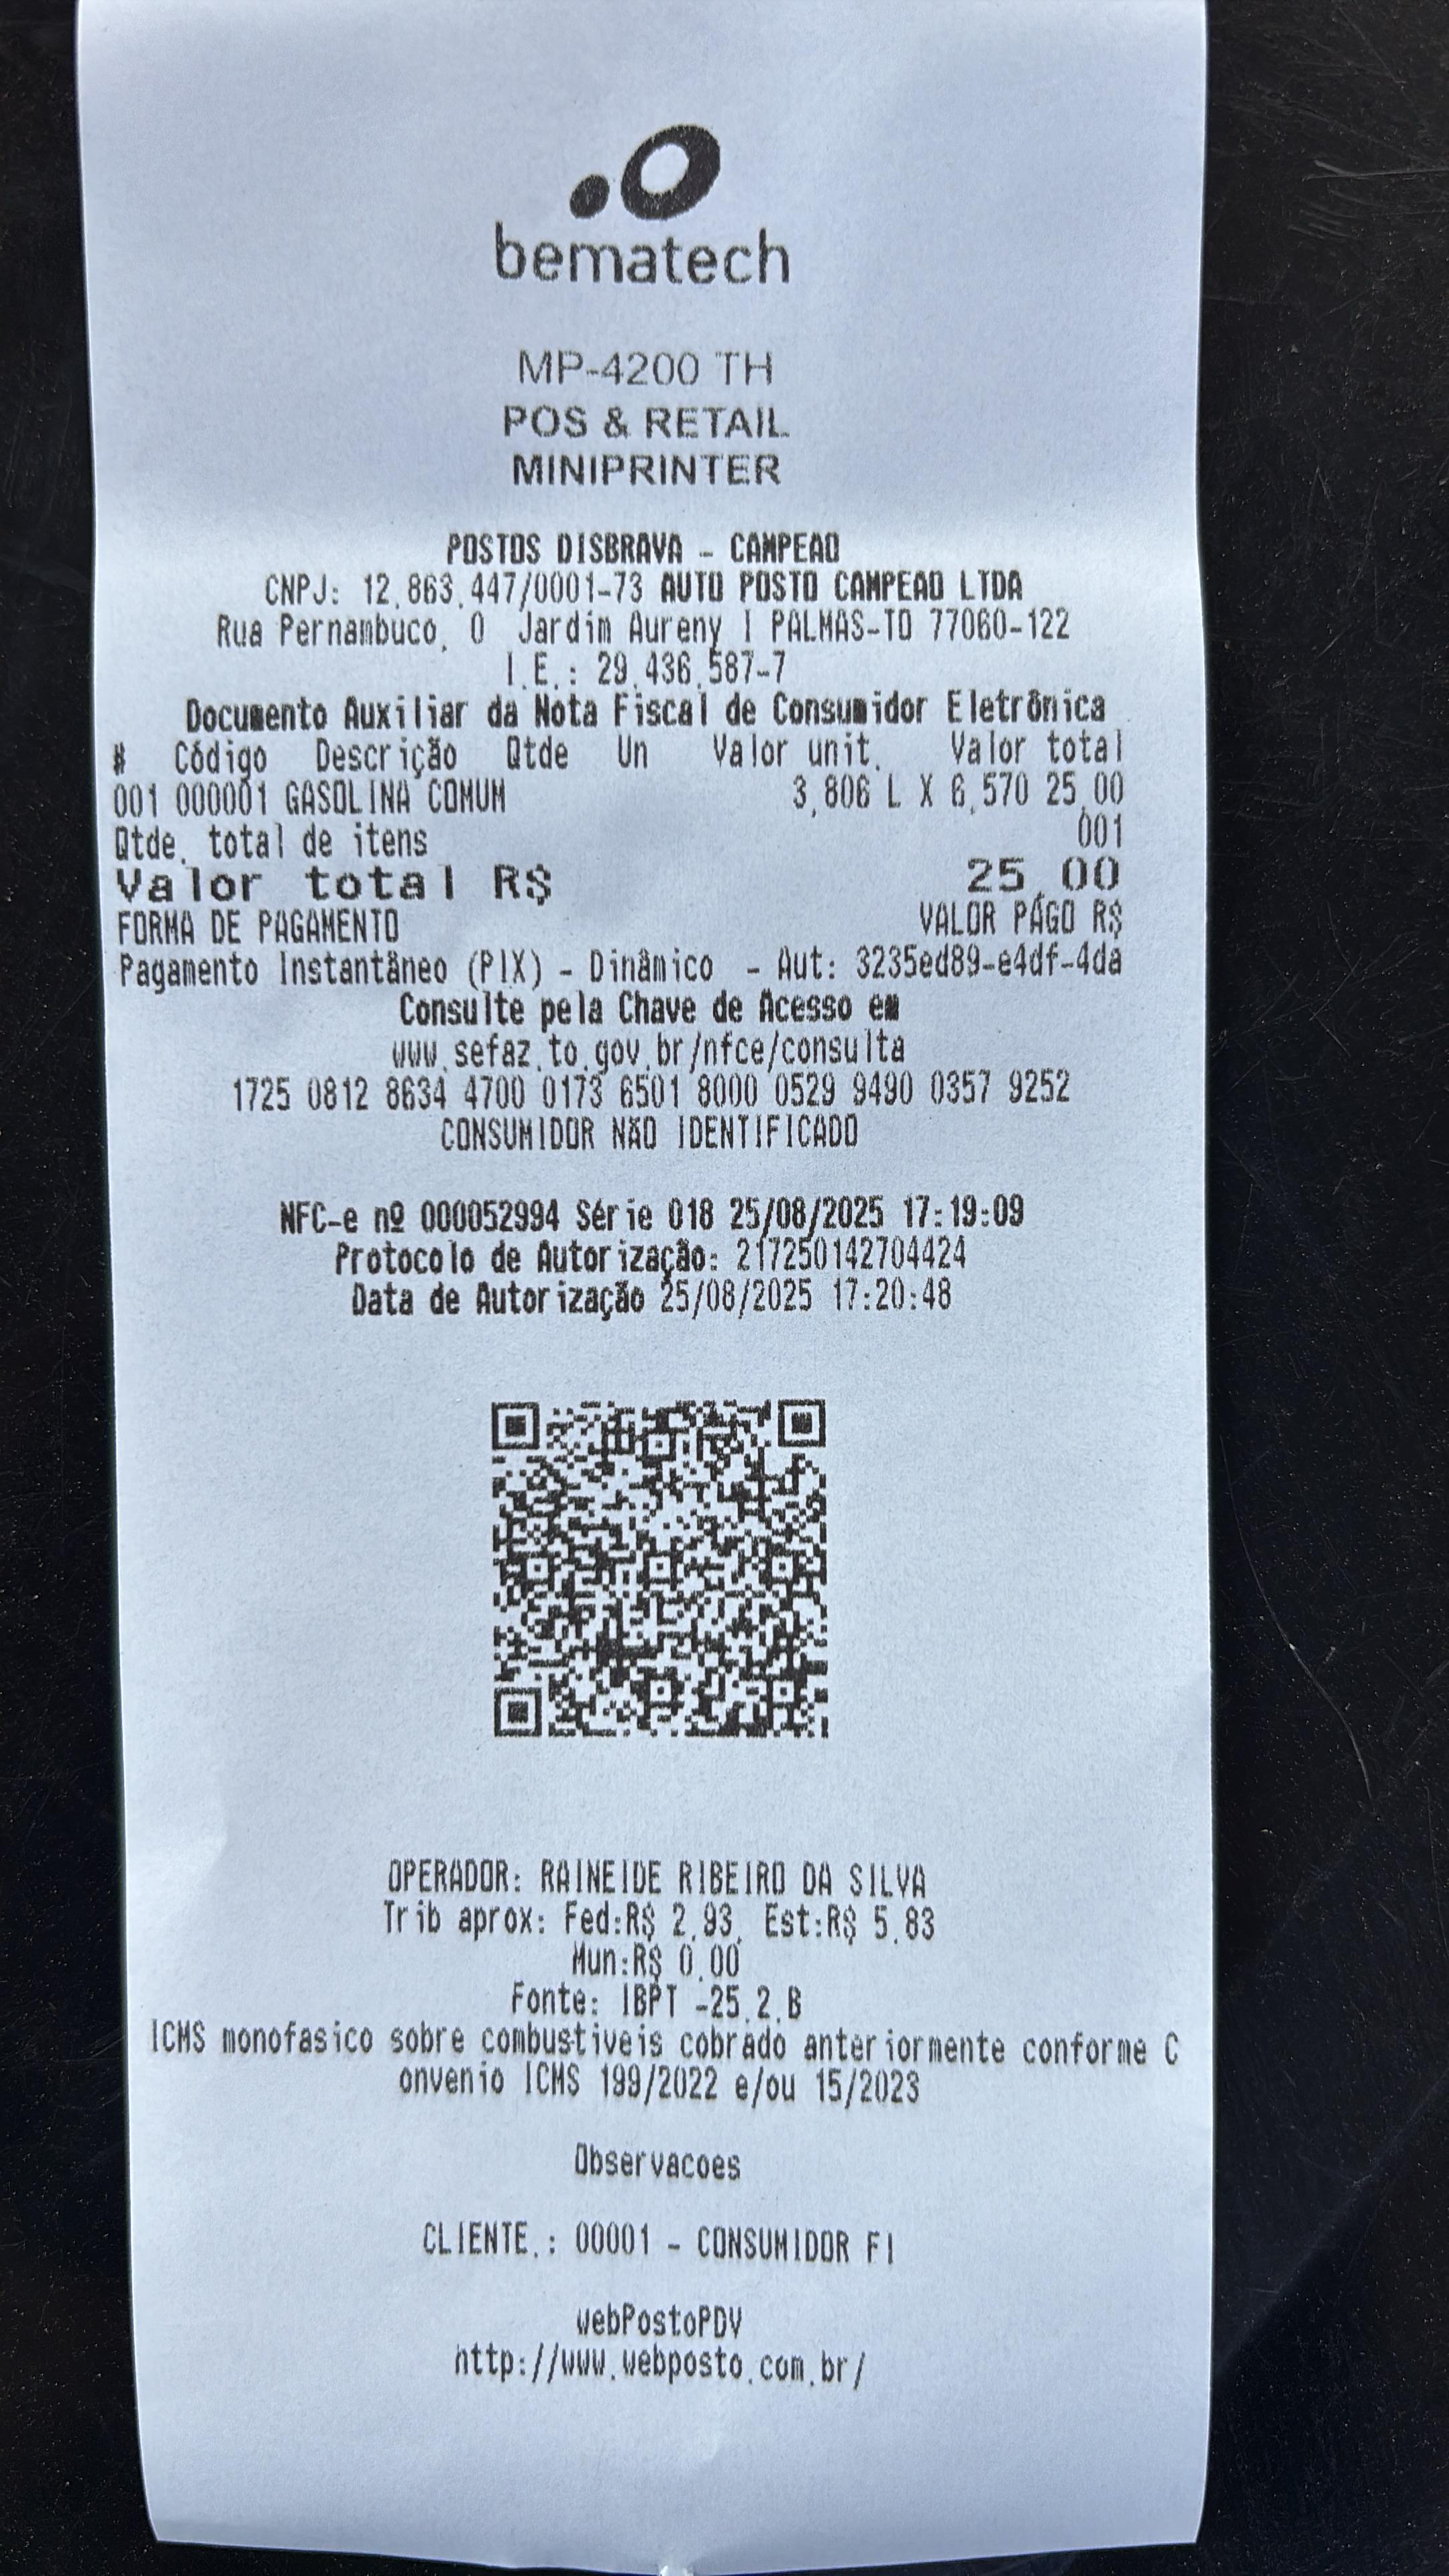 bematech
MP-4200 TH
POS & RETAIL
MINIPRINTER
POSTOS DISBRAVA - CAMPEAO
CNPJ: 12.863.447/0001-73 AUTO POSTO CAMPEAO LTDA
Rua Pernambuco, 0 Jardim Aureny I PALMAS-TO 77060-122
I.E.: 29.436.587-7
Documento Auxiliar da Nota Fiscal de Consumidor Eletrônica
# Código Descrição Qtde Un Valor unit. Valor total
001 000001 GASOLINA COMUM 3,806 L X 6,570 25,00
Qtde. total de itens 001
Valor total R$ 25,00
FORMA DE PAGAMENTO VALOR PAGO R$
Pagamento Instantâneo (PIX) - Dinâmico - Aut: 3235ed89-e4df-4da
Consulte pela Chave de Acesso em
www.sefaz.to.gov.br/nfce/consulta
1725 0812 8634 4700 0173 6501 8000 0529 9490 0357 9252
CONSUMIDOR NÃO IDENTIFICADO
NFC-e nº 000052994 Série 018 25/08/2025 17:19:09
Protocolo de Autorização: 217250142704424
Data de Autorização 25/08/2025 17:20:48
OPERADOR: RAINEIDE RIBEIRO DA SILVA
Trib aprox: Fed:R$ 2,93, Est:R$ 5,83
Mun:R$ 0,00
Fonte: IBPT -25.2.B
ICMS monofasico sobre combustiveis cobrado anteriormente conforme C
onvenio ICMS 199/2022 e/ou 15/2023
Observacoes
CLIENTE.: 00001 - CONSUMIDOR FI
webPostoPDV
http://www.webposto.com.br/